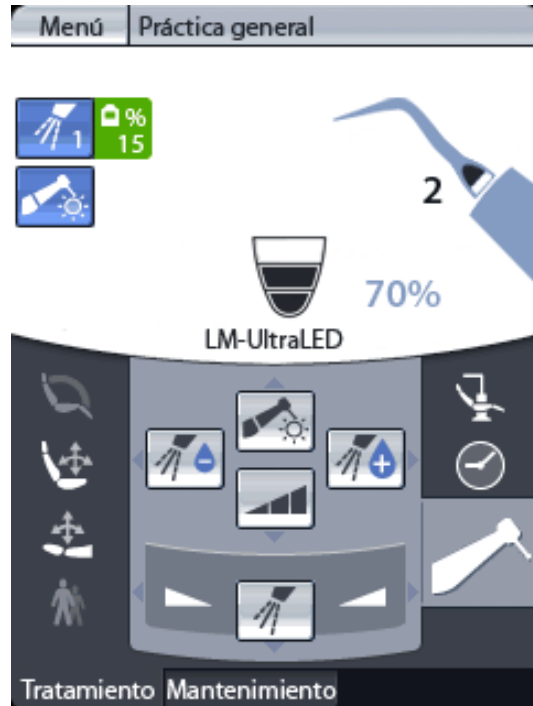 Menú Práctica general
1 %
15
2
70%
LM-UltraLED
Tratamiento Mantenimiento